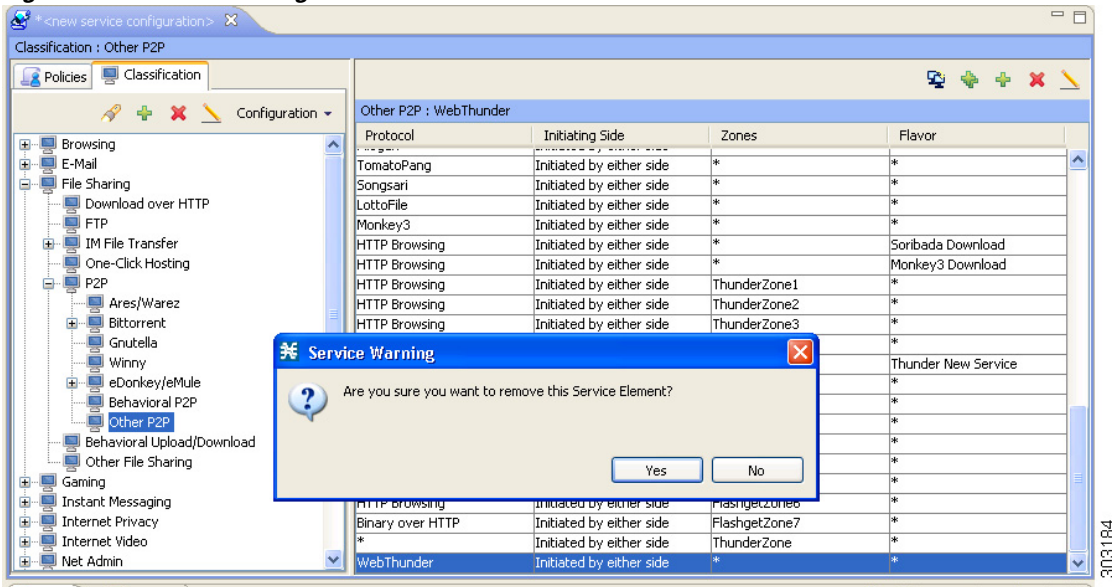 *<new service configuration>
Classification : Other P2P
Policies
Classification
Configuration
Browsing
E-Mail
File Sharing
Download over HTTP
FTP
IM File Transfer
One-Click Hosting
P2P
Ares/Warez
Bittorrent
Gnutella
Winny
eDonkey/eMule
Behavioral P2P
Other P2P
Behavioral Upload/Download
Other File Sharing
Gaming
Instant Messaging
Internet Privacy
Internet Video
Net Admin
Other P2P : WebThunder
Protocol Initiating Side Zones Flavor
TomatoPang Initiated by either side * *
Songsari Initiated by either side * *
LottoFile Initiated by either side * *
Monkey3 Initiated by either side * *
HTTP Browsing Initiated by either side * Soribada Download
HTTP Browsing Initiated by either side * Monkey3 Download
HTTP Browsing Initiated by either side ThunderZone1 *
HTTP Browsing Initiated by either side ThunderZone2 *
HTTP Browsing Initiated by either side ThunderZone3 *
*
Thunder New Service
*
*
*
*
*
*
HTTP Browsing Initiated by either side FlashgetZone6 *
Binary over HTTP Initiated by either side FlashgetZone7 *
* Initiated by either side ThunderZone *
WebThunder Initiated by either side * *
Service Warning
Are you sure you want to remove this Service Element?
Yes
No
303184